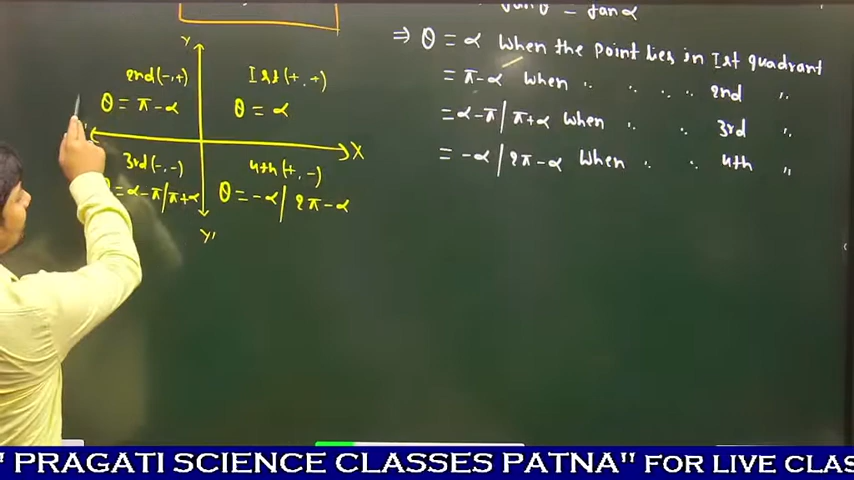 tanθ = tanα
⇒ θ = α when the point lies in Ist quadrant
= π-α when " " " " 2nd "
= α-π | π+α when " " 3rd "
= -α | 2π-α when " " 4th "
Y
2nd (-,+)
Ist (+,+)
θ = π-α
θ = α
X
3rd (-,-)
4th (+,-)
θ = α-π | π+α
θ = -α | 2π-α
Y'
" PRAGATI SCIENCE CLASSES PATNA" FOR LIVE CLAS